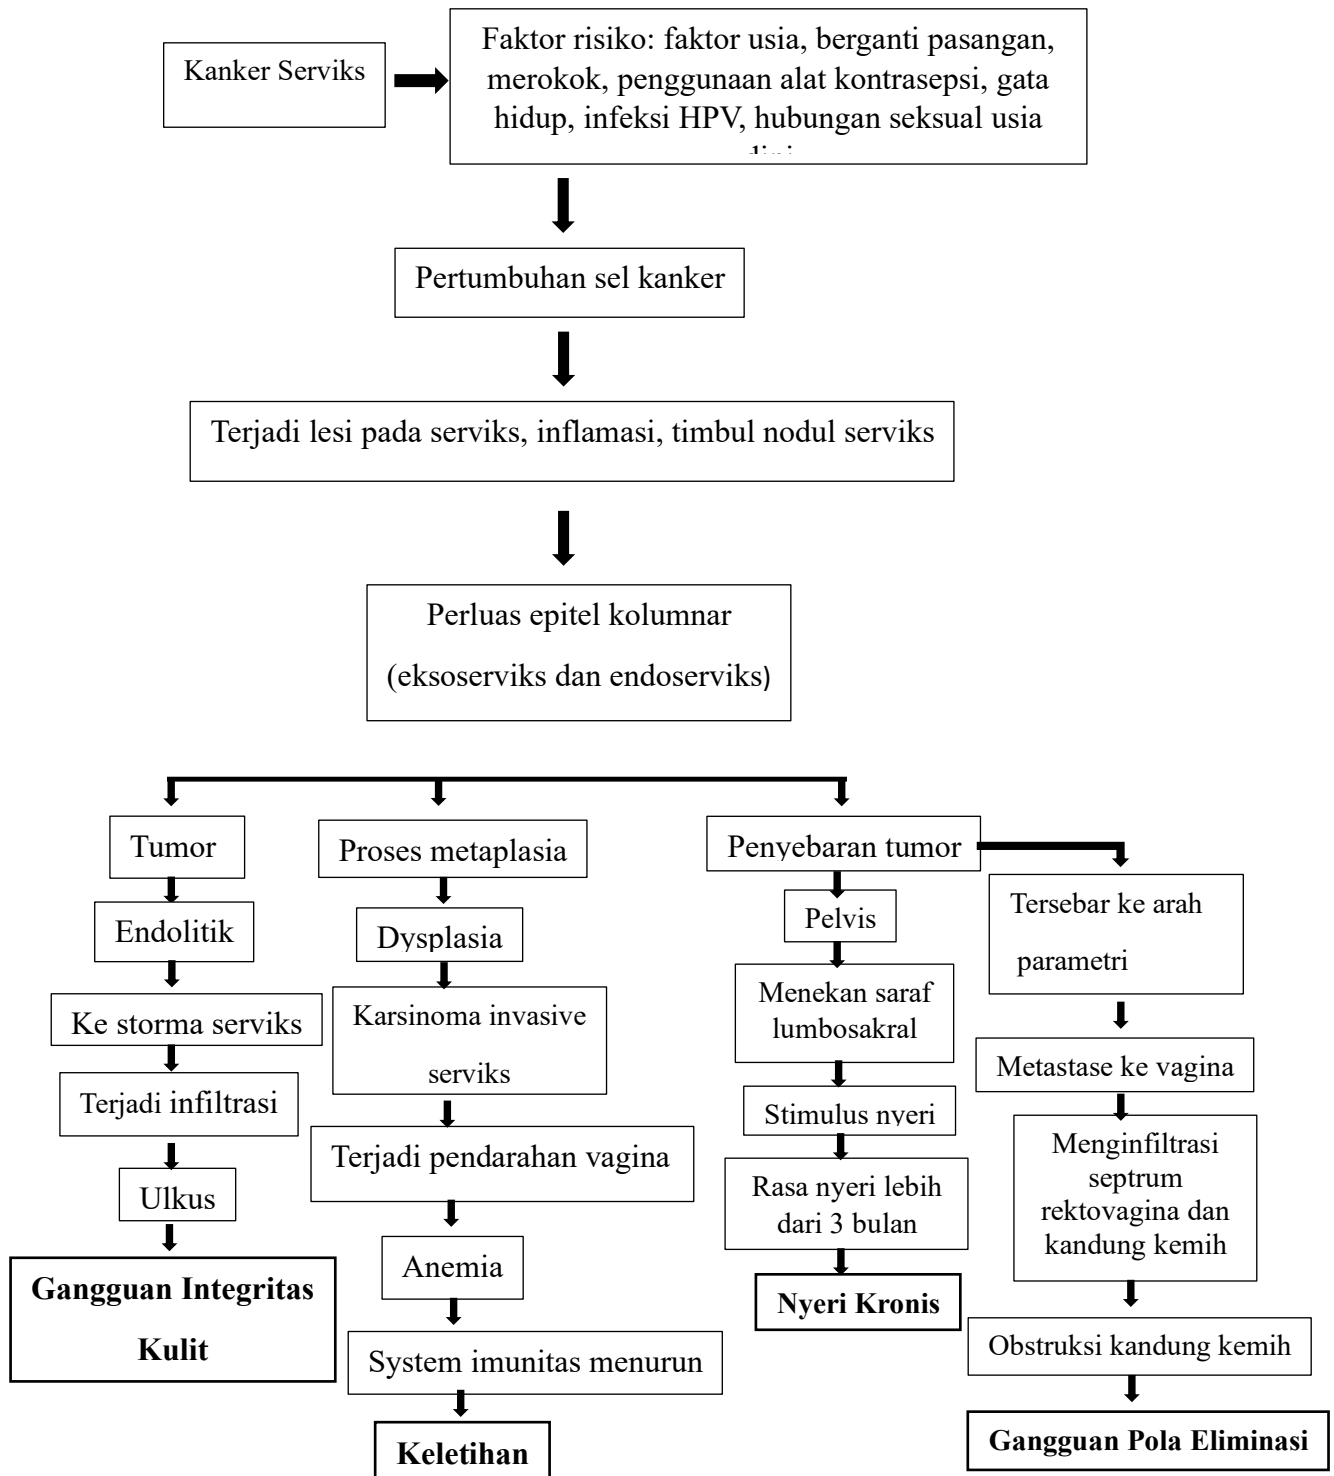 Kanker Serviks
Faktor risiko: faktor usia, berganti pasangan,
merokok, penggunaan alat kontrasepsi, gata
hidup, infeksi HPV, hubungan seksual usia
Pertumbuhan sel kanker
Terjadi lesi pada serviks, inflamasi, timbul nodul serviks
Perluas epitel kolumnar
(eksoserviks dan endoserviks)
Tumor
Endolitik
Ke storma serviks
Terjadi infiltrasi
Ulkus
Gangguan Integritas
Kulit
Proses metaplasia
Dysplasia
Karsinoma invasive
serviks
Terjadi pendarahan vagina
Anemia
System imunitas menurun
Keletihan
Penyebaran tumor
Pelvis
Menekan saraf
lumbosakral
Stimulus nyeri
Rasa nyeri lebih
dari 3 bulan
Nyeri Kronis
Tersebar ke arah
parametri
Metastase ke vagina
Menginfiltrasi
septrum
rektovagina dan
kandung kemih
Obstruksi kandung kemih
Gangguan Pola Eliminasi